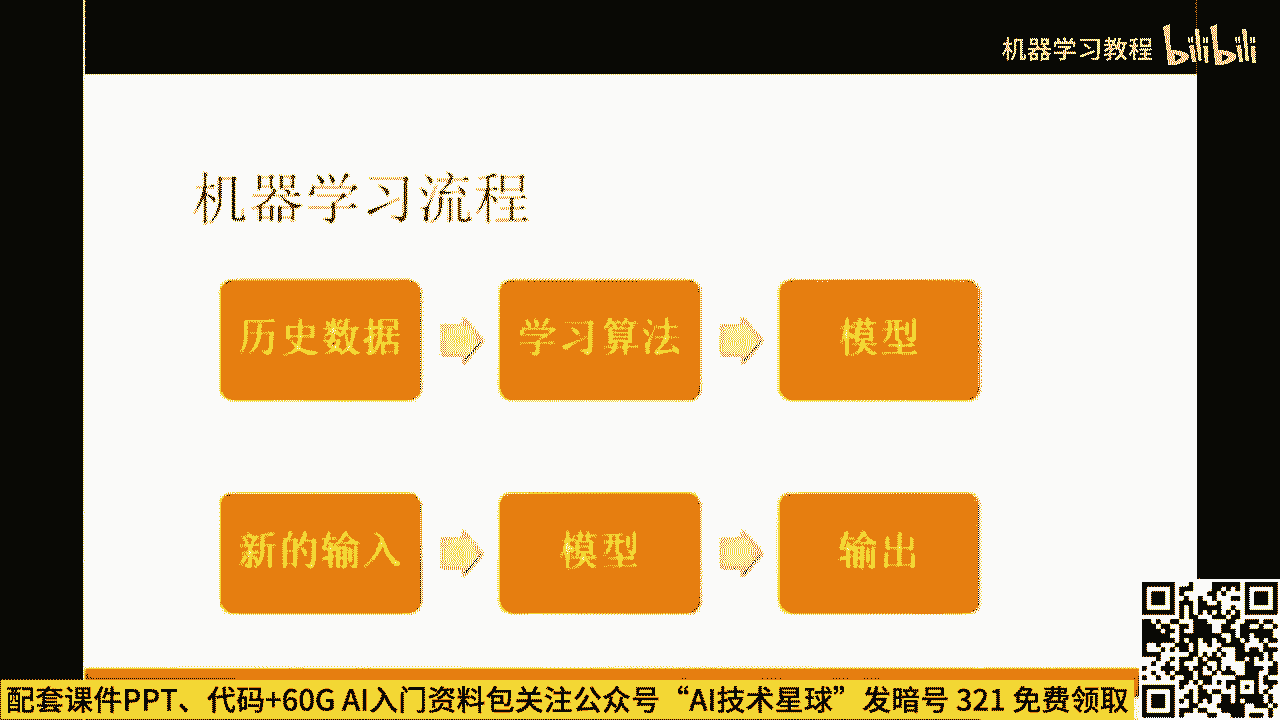 机器学习教程 bilibili
机器学习流程
历史数据 学习算法 模型
新的输入 模型 输出
配套课件PPT、代码+60G AI入门资料包关注公众号“AI技术星球”发暗号 321 免费领取